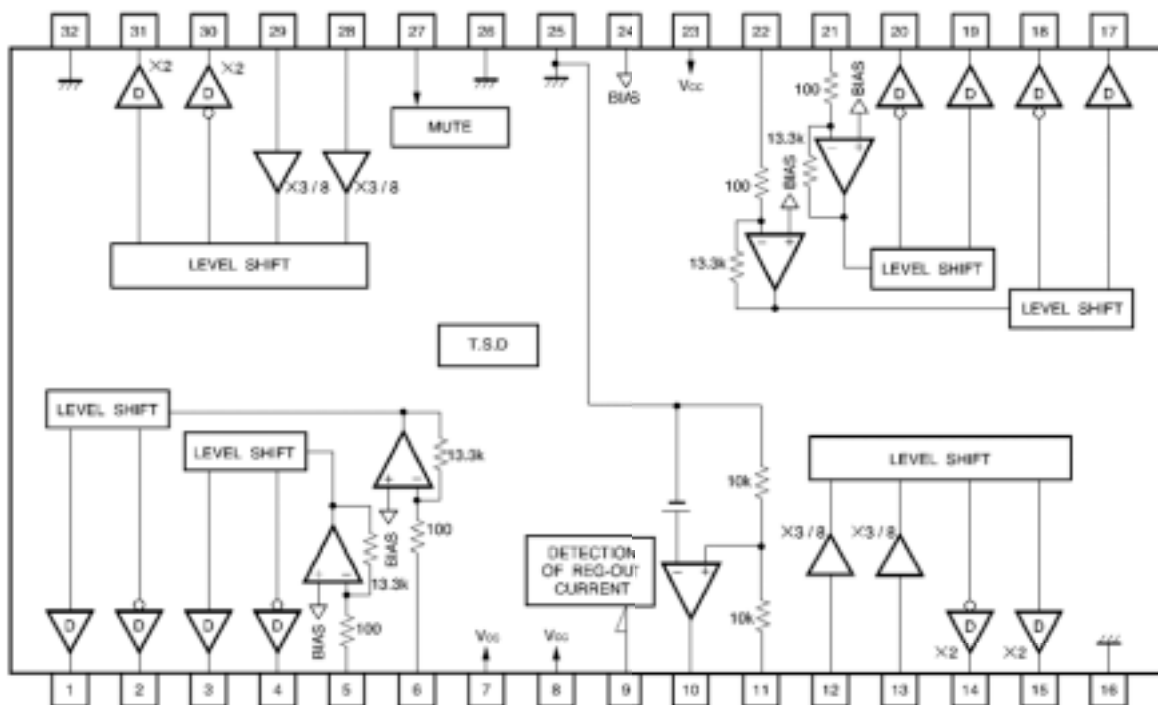 32 31 30 29 28 27 26 25 24 23 22 21 20 19 18 17
×2 ×2 BIAS Vcc 100 D D D D
D D
MUTE 13.3k BIAS
×3/8 ×3/8 100 BIAS
- +
- +
LEVEL SHIFT 13.3k LEVEL SHIFT
LEVEL SHIFT
T.S.D
LEVEL SHIFT
LEVEL SHIFT 13.3k LEVEL SHIFT
+ - 10k
100
BIAS ×3/8 ×3/8
DETECTION
OF REG-OUT
CURRENT
- +
+ - 13.3k
D D D D BIAS 100 10k D D
Vcc Vcc ×2 ×2
1 2 3 4 5 6 7 8 9 10 11 12 13 14 15 16